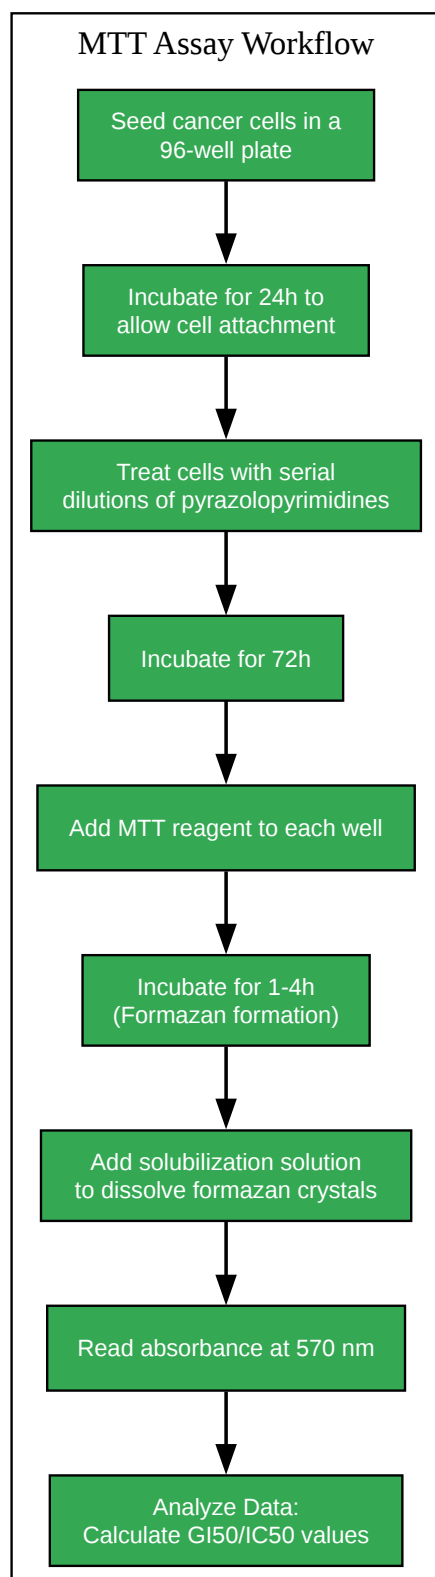 MTT Assay Workflow
Seed cancer cells in a
96-well plate
Incubate for 24h to
allow cell attachment
Treat cells with serial
dilutions of pyrazolopyrimidines
Incubate for 72h
Add MTT reagent to each well
Incubate for 1-4h
(Formazan formation)
Add solubilization solution
to dissolve formazan crystals
Read absorbance at 570 nm
Analyze Data:
Calculate GI50/IC50 values